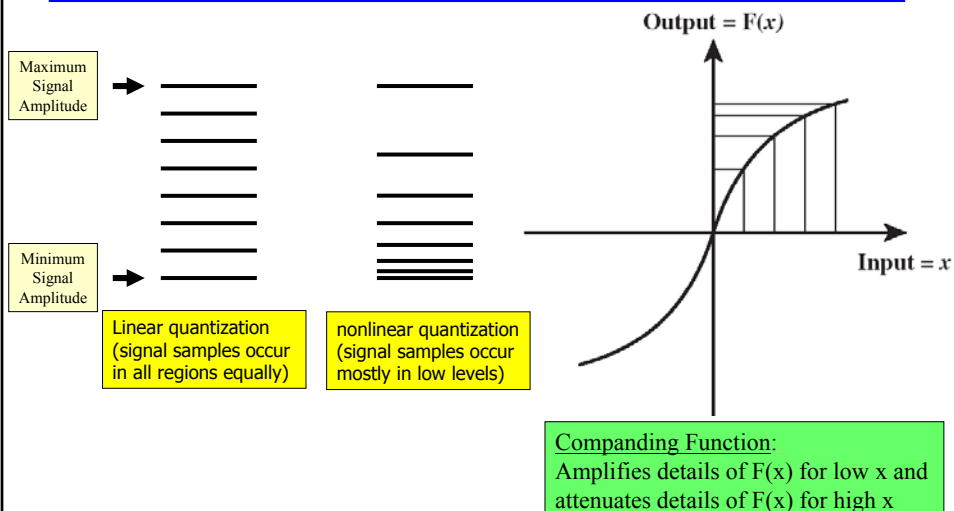 Output = F(x)
Maximum
Signal
Amplitude
Minimum
Signal
Amplitude
Input = x
Linear quantization
(signal samples occur
in all regions equally)
nonlinear quantization
(signal samples occur
mostly in low levels)
Companding Function:
Amplifies details of F(x) for low x and
attenuates details of F(x) for high x